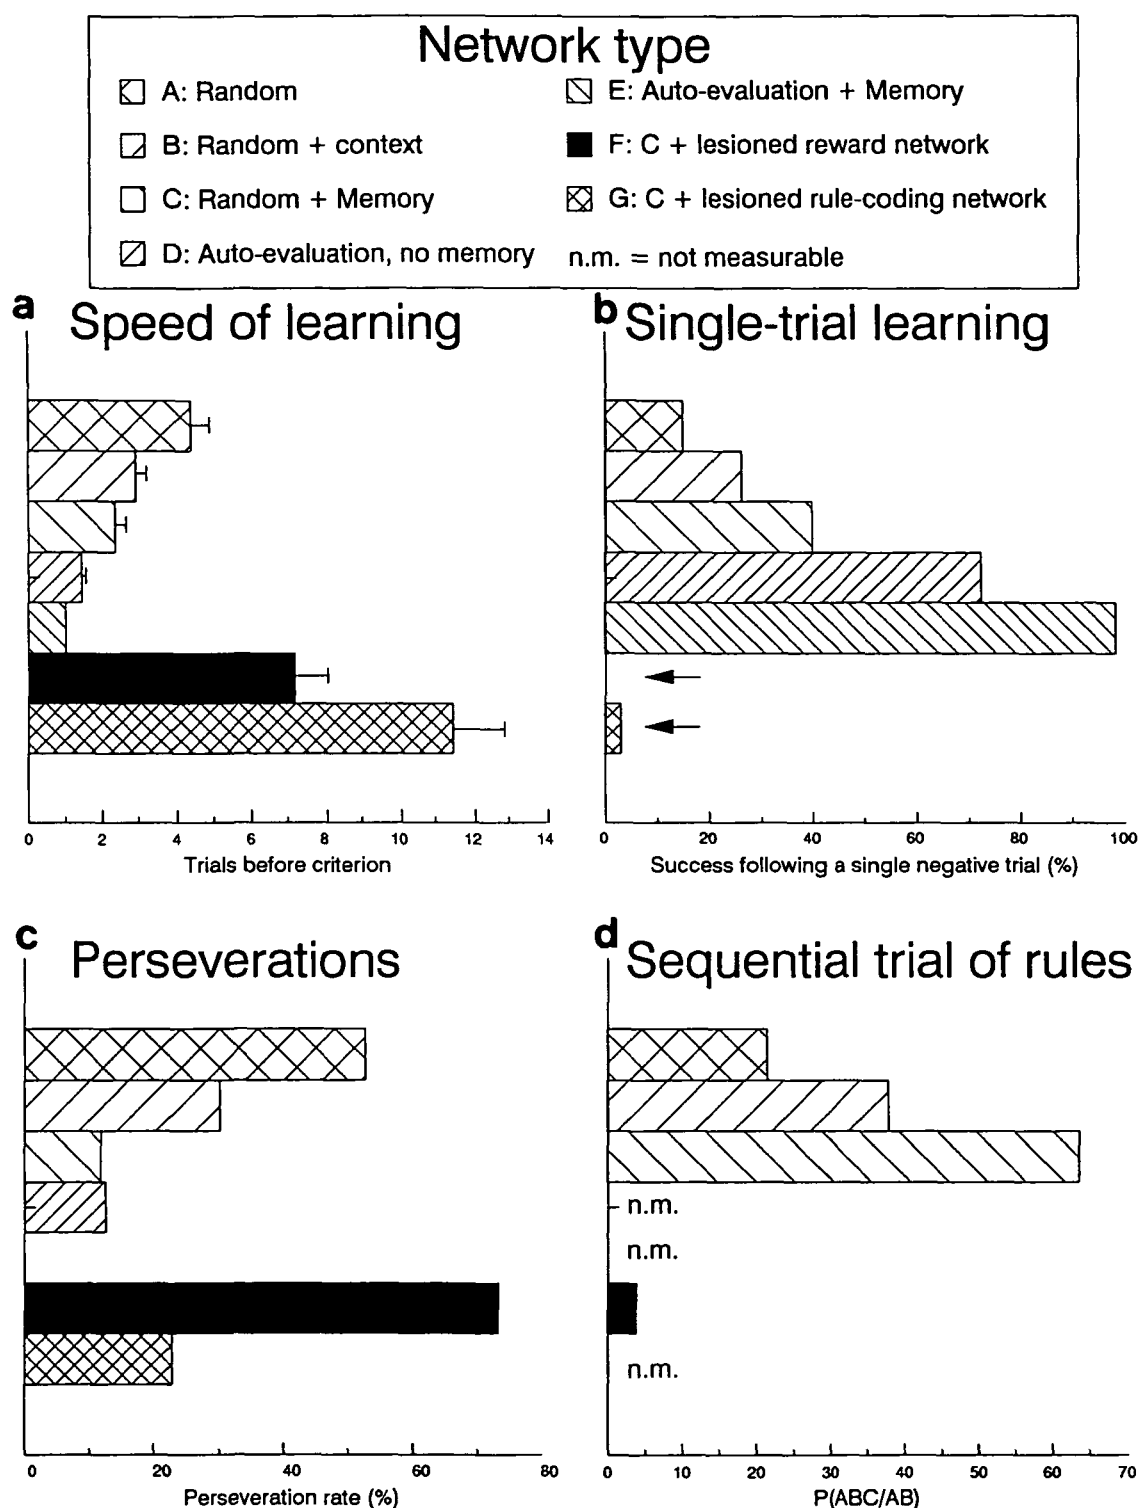 Network type
A: Random
B: Random + context
C: Random + Memory
D: Auto-evaluation, no memory
E: Auto-evaluation + Memory
F: C + lesioned reward network
G: C + lesioned rule-coding network
n.m. = not measurable
a Speed of learning
0 2 4 6 8 10 12 14
Trials before criterion
b Single-trial learning
0 20 40 60 80 100
Success following a single negative trial (%)
c Perseverations
0 20 40 60 80
Perseveration rate (%)
d Sequential trial of rules
n.m.
n.m.
n.m.
0 10 20 30 40 50 60 70
P(ABC/AB)